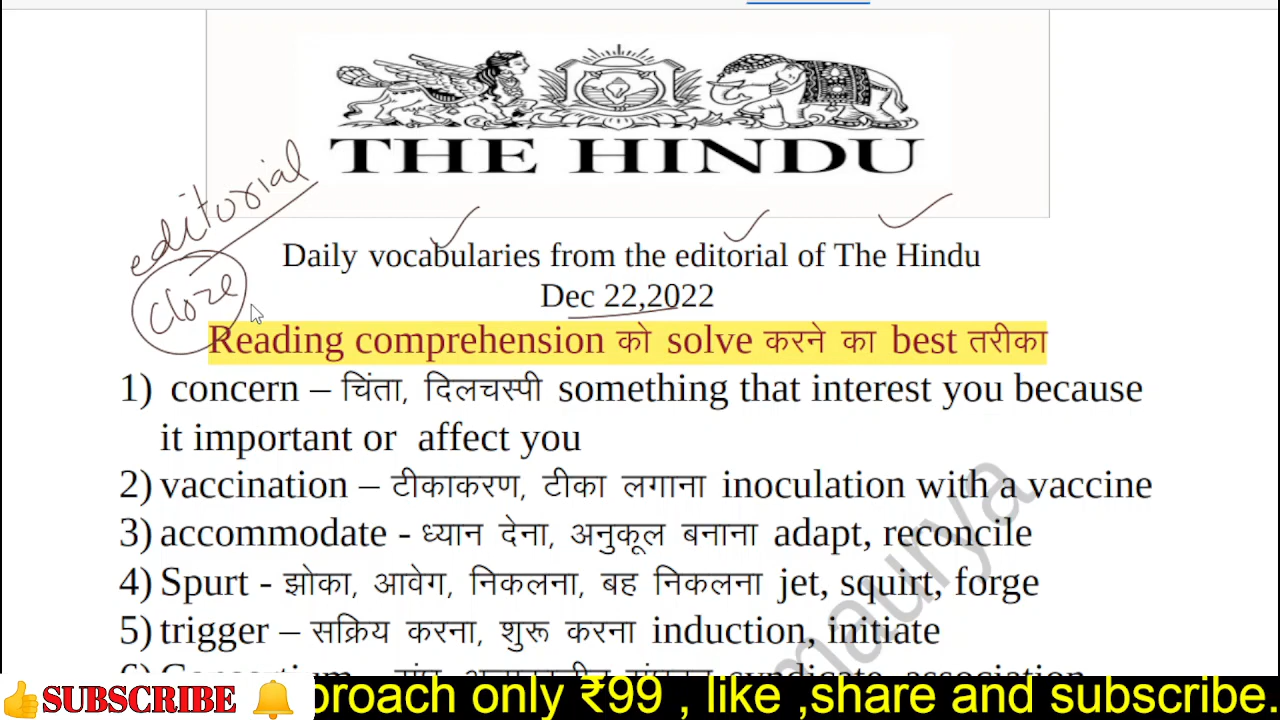 THE HINDU
editorial
cloze
Daily vocabularies from the editorial of The Hindu
Dec 22,2022
Reading comprehension को solve करने का best तरीका
1) concern – चिंता, दिलचस्पी something that interest you because
it important or affect you
2) vaccination – टीकाकरण, टीका लगाना inoculation with a vaccine
3) accommodate - ध्यान देना, अनुकूल बनाना adapt, reconcile
4) Spurt - झोका, आवेग, निकलना, बह निकलना jet, squirt, forge
5) trigger – सक्रिय करना, शुरू करना induction, initiate
maurya
SUBSCRIBE
proach only ₹99 , like ,share and subscribe.